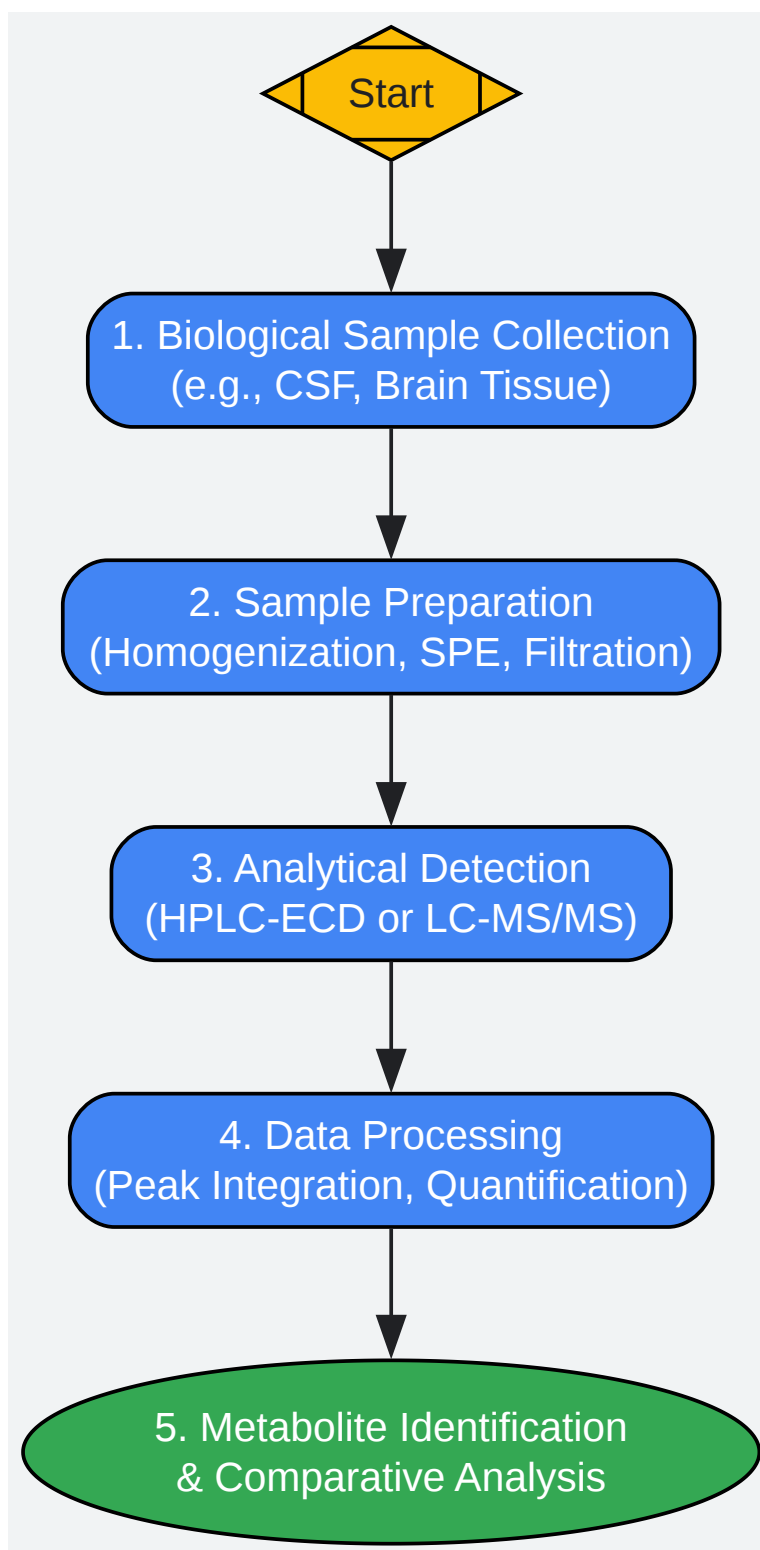 Start
1. Biological Sample Collection
(e.g., CSF, Brain Tissue)
2. Sample Preparation
(Homogenization, SPE, Filtration)
3. Analytical Detection
(HPLC-ECD or LC-MS/MS)
4. Data Processing
(Peak Integration, Quantification)
5. Metabolite Identification
& Comparative Analysis